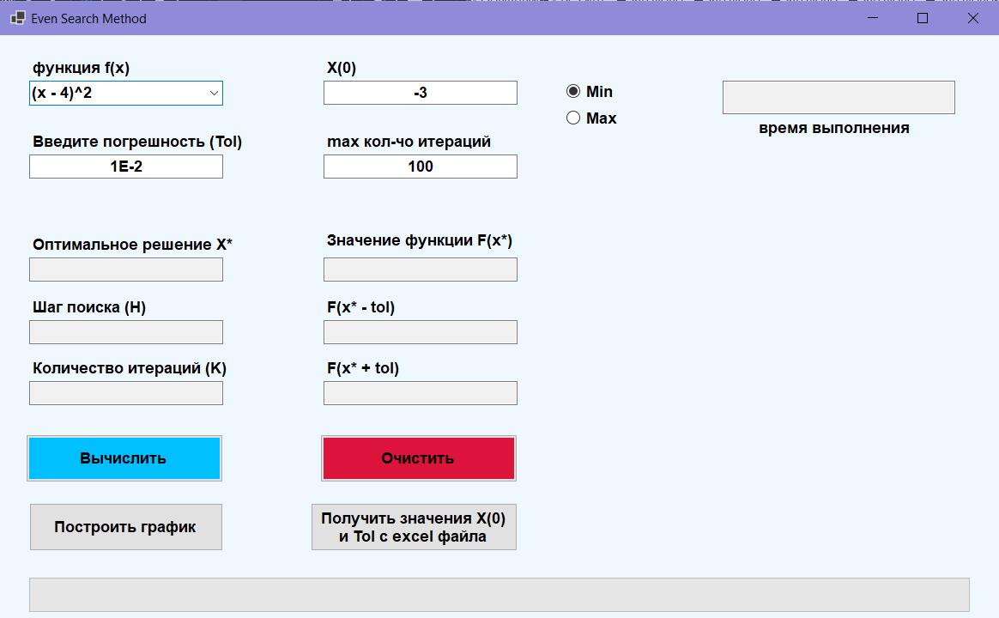 Even Search Method
функция f(x)
X(0)
(x - 4)^2
-3
Min
Max
время выполнения
Введите погрешность (Tol)
max кол-чо итераций
1E-2
100
Оптимальное решение X*
Значение функции F(x*)
Шаг поиска (H)
F(x* - tol)
Количество итераций (K)
F(x* + tol)
Вычислить
Очистить
Построить график
Получить значения X(0)
и Tol с excel файла